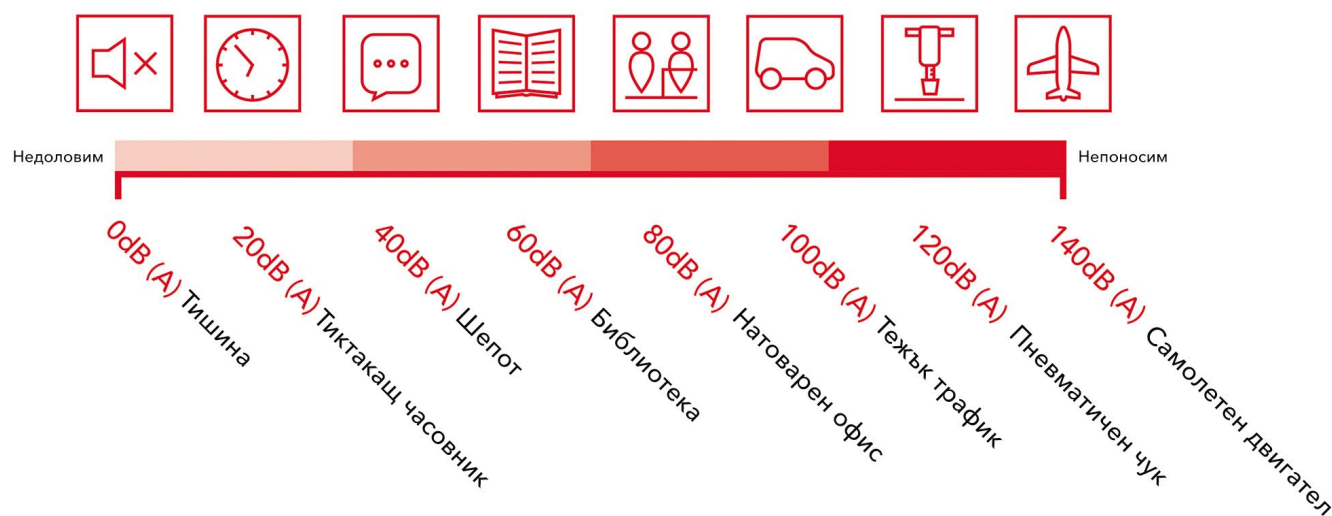 Недоловим
Непоносим
0dB (A) Тишина
20dB (A) Тиктакащ часовник
40dB (A) Шепот
60dB (A) Библиотека
80dB (A) Натоварен офис
100dB (A) Тежък трафик
120dB (A) Пневматичен чук
140dB (A) Самолетен двигател